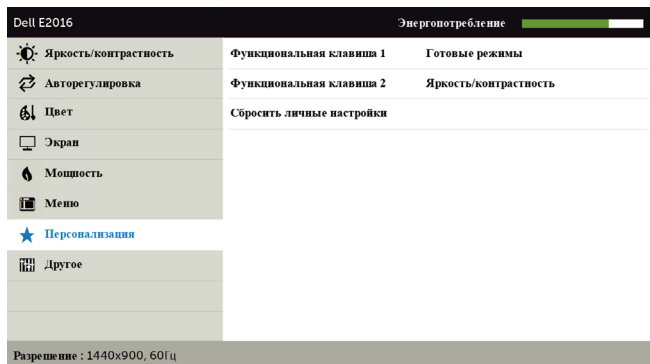 Dell E2016 Энергопотребление
Яркость/контрастность Функциональная клавиша 1 Готовые режимы
Авторегулировка Функциональная клавиша 2 Яркость/контрастность
Цвет Сбросить личные настройки
Экран
Мощность
Меню
Персонализация
Другое
Разрешение : 1440x900, 60Гц